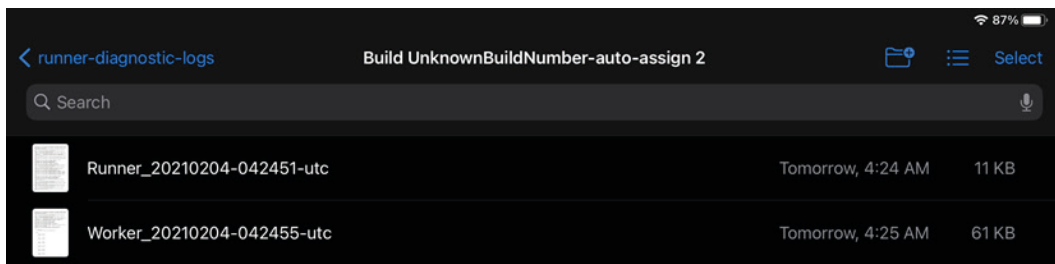 87%
runner-diagnostic-logs Build UnknownBuildNumber-auto-assign 2 Select
Search
Runner_20210204-042451-utc Tomorrow, 4:24 AM 11 KB
Worker_20210204-042455-utc Tomorrow, 4:25 AM 61 KB